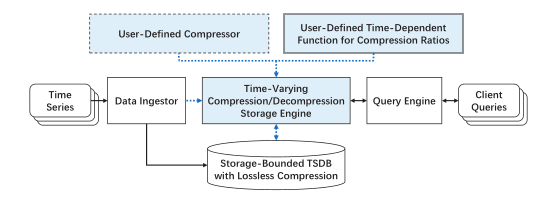 User-Defined Compressor
User-Defined Time-Dependent
Function for Compression Ratios
Time
Series
Data Ingestor
Time-Varying
Compression/Decompression
Storage Engine
Query Engine
Client
Queries
Storage-Bounded TSDB
with Lossless Compression